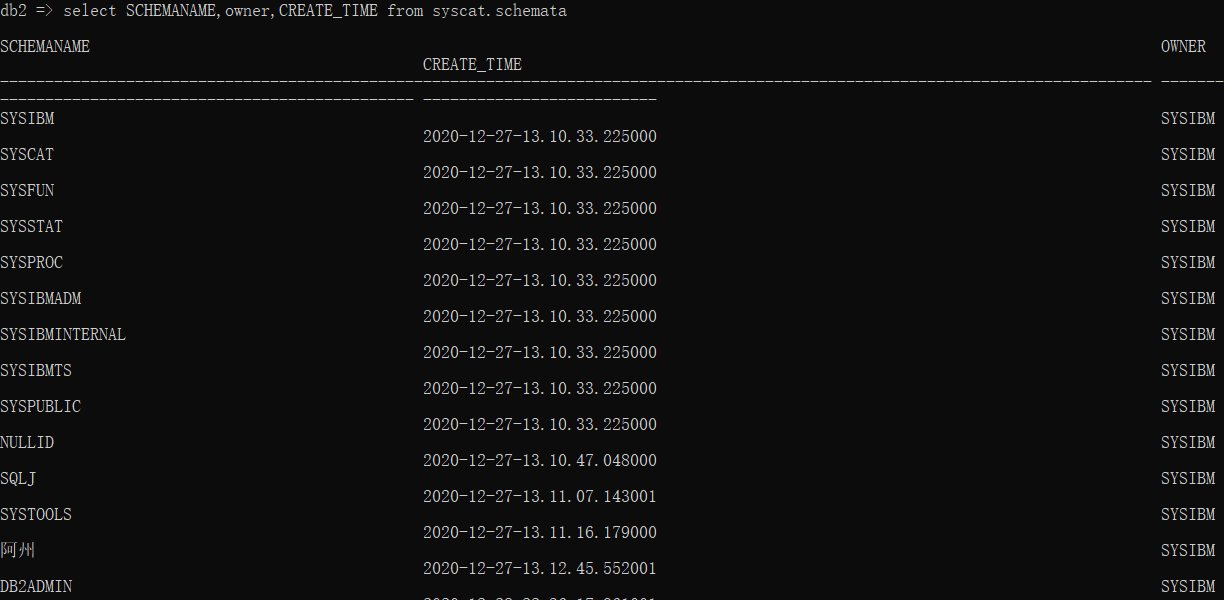 db2 => select SCHEMANAME,owner,CREATE_TIME from syscat.schemata
SCHEMANAME OWNER
CREATE_TIME
-------------------------------------------------------------------------------------------------------------------------------- -------
---------------------------------------------- --------------------------
SYSIBM SYSIBM
2020-12-27-13.10.33.225000
SYSCAT SYSIBM
2020-12-27-13.10.33.225000
SYSFUN SYSIBM
2020-12-27-13.10.33.225000
SYSSTAT SYSIBM
2020-12-27-13.10.33.225000
SYSPROC SYSIBM
2020-12-27-13.10.33.225000
SYSIBMADM SYSIBM
2020-12-27-13.10.33.225000
SYSIBMINTERNAL SYSIBM
2020-12-27-13.10.33.225000
SYSIBMTS SYSIBM
2020-12-27-13.10.33.225000
SYSPUBLIC SYSIBM
2020-12-27-13.10.33.225000
NULLID SYSIBM
2020-12-27-13.10.47.048000
SQLJ SYSIBM
2020-12-27-13.11.07.143001
SYSTOOLS SYSIBM
2020-12-27-13.11.16.179000
阿州 SYSIBM
2020-12-27-13.12.45.552001
DB2ADMIN SYSIBM